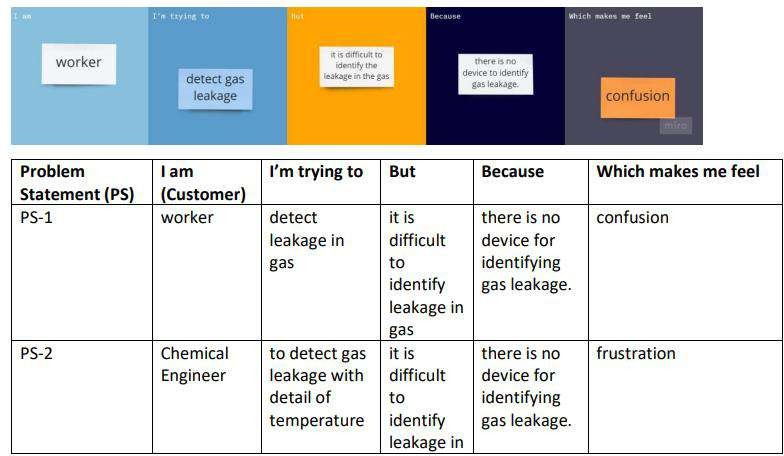 I am
I'm trying to
But
Because
Which makes me feel
worker
detect gas
leakage
it is difficult to
identify the
leakage in the gas
there is no
device to identify
gas leakage.
confusion
miro
Problem
Statement (PS)
I am
(Customer)
I'm trying to
But
Because
Which makes me feel
PS-1
worker
detect
leakage in
gas
it is
difficult
to
identify
leakage in
gas
there is no
device for
identifying
gas leakage.
confusion
PS-2
Chemical
Engineer
to detect gas
leakage with
detail of
temperature
it is
difficult
to
identify
leakage in
there is no
device for
identifying
gas leakage.
frustration